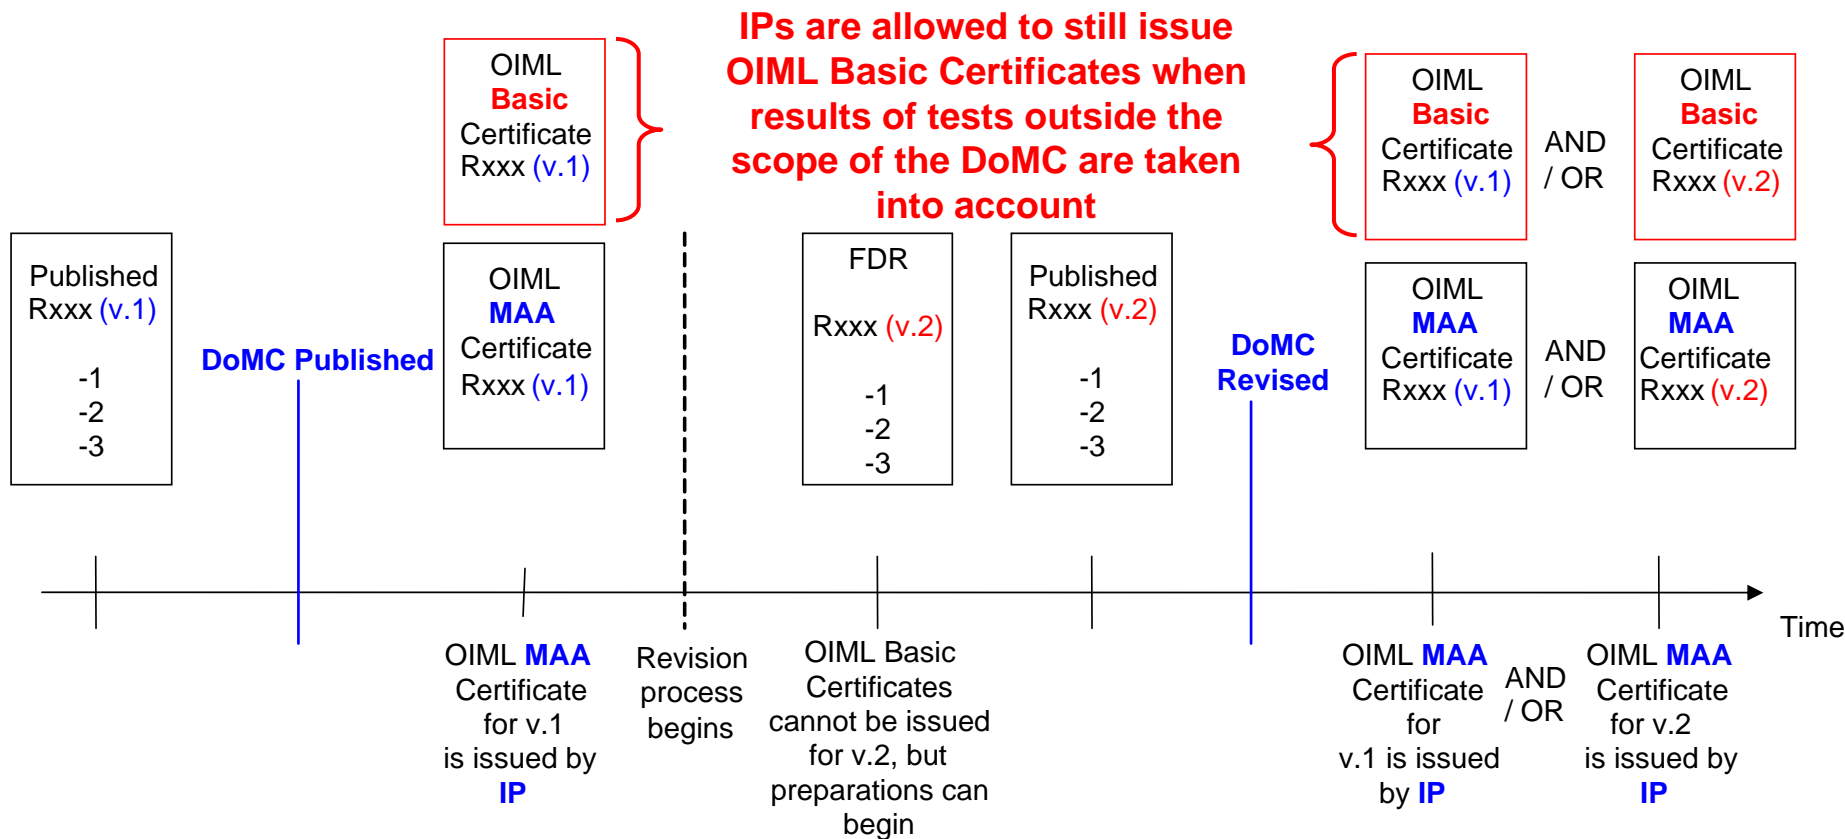 IPs are allowed to still issue
OIML Basic Certificates when
results of tests outside the
scope of the DoMC are taken
into account
OIML
Basic
Certificate
Rxxx (v.1)
OIML
Basic
Certificate
Rxxx (v.1)
AND
/ OR
OIML
Basic
Certificate
Rxxx (v.2)
Published
Rxxx (v.1)
-1
-2
-3
DoMC Published
OIML
MAA
Certificate
Rxxx (v.1)
FDR
Rxxx (v.2)
-1
-2
-3
Published
Rxxx (v.2)
-1
-2
-3
DoMC
Revised
OIML
MAA
Certificate
Rxxx (v.1)
AND
/ OR
OIML
MAA
Certificate
Rxxx (v.2)
Time
OIML MAA
Certificate
for v.1
is issued by
IP
Revision
process
begins
OIML Basic
Certificates
cannot be issued
for v.2, but
preparations can
begin
OIML MAA
Certificate
for
v.1 is issued
by IP
AND
/ OR
OIML MAA
Certificate
for v.2
is issued by
IP